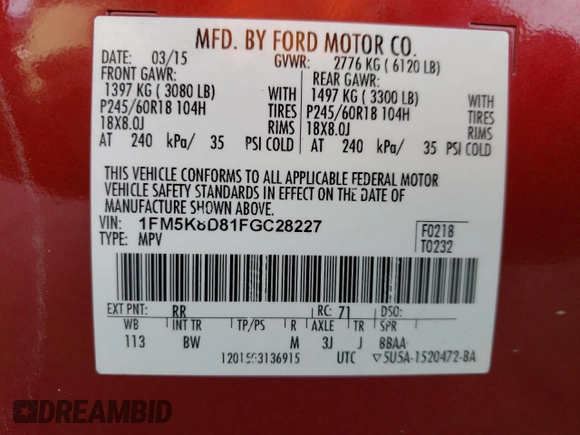 MFD. BY FORD MOTOR CO.
DATE: 03/15 GVWR: 2776 KG ( 6120 LB)
FRONT GAWR: REAR GAWR:
1397 KG ( 3080 LB) WITH 1497 KG ( 3300 LB) WITH
P245/60R18 104H TIRES P245/60R18 104H TIRES
18X8.0J RIMS 18X8.0J RIMS
AT 240 kPa/ 35 PSI COLD AT 240 kPa/ 35 PSI COLD
THIS VEHICLE CONFORMS TO ALL APPLICABLE FEDERAL MOTOR
VEHICLE SAFETY STANDARDS IN EFFECT ON THE DATE OF
MANUFACTURE SHOWN ABOVE.
VIN: 1FM5K8D81FGC28227 F0218
TYPE: MPV T0232
EXT PNT: RR RC: 71 DSO:
WB INT TR TP/PS R AXLE TR SPR
113 BW M 3J J BBAA
UTC ▽5U5A-1520472-BA
DREAMBID